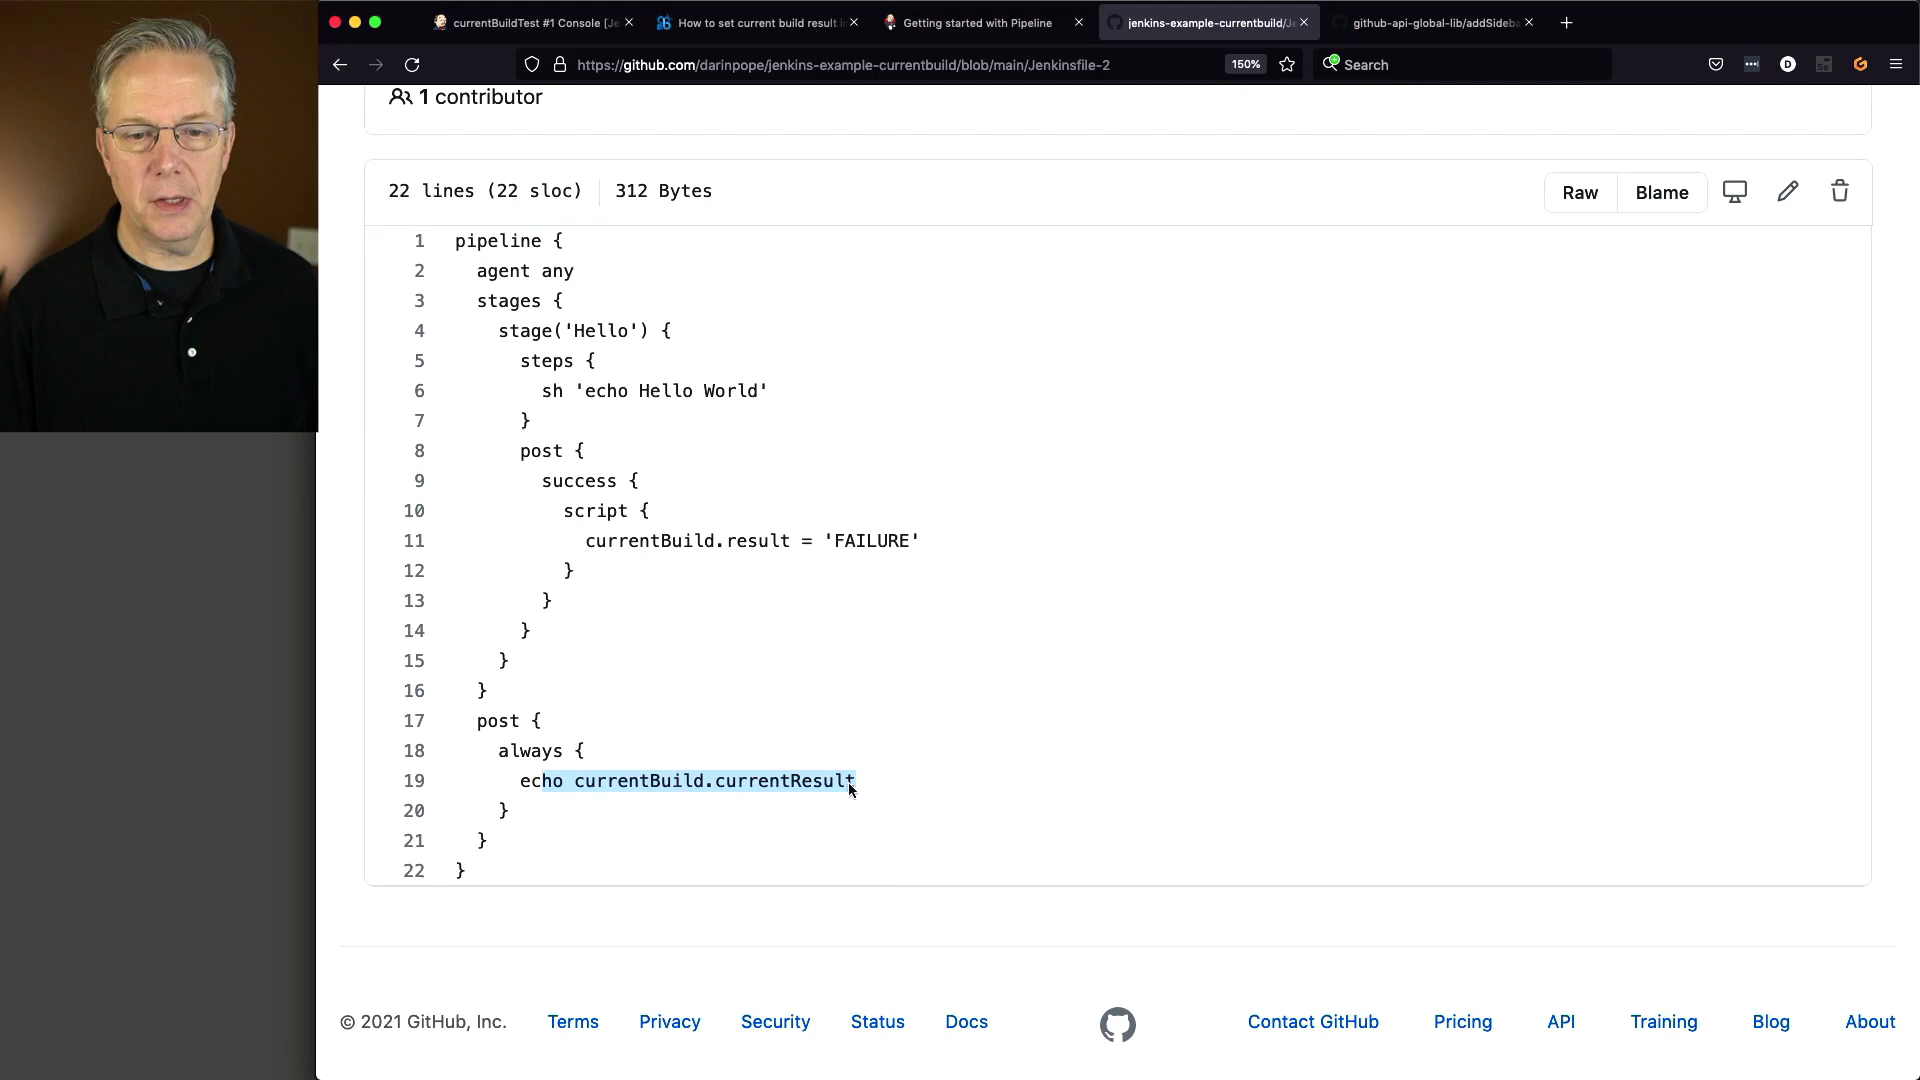 currentBuildTest #1 Console [Je
How to set current build result in
Getting started with Pipeline
jenkins-example-currentbuild/Je
github-api-global-lib/addSideba
https://github.com/darinpope/jenkins-example-currentbuild/blob/main/Jenkinsfile-2
150%
Search
1 contributor
22 lines (22 sloc)
312 Bytes
Raw
Blame
1 pipeline {
2 agent any
3 stages {
4 stage('Hello') {
5 steps {
6 sh 'echo Hello World'
7 }
8 post {
9 success {
10 script {
11 currentBuild.result = 'FAILURE'
12 }
13 }
14 }
15 }
16 }
17 post {
18 always {
19 echo currentBuild.currentResult
20 }
21 }
22 }
© 2021 GitHub, Inc.
Terms
Privacy
Security
Status
Docs
Contact GitHub
Pricing
API
Training
Blog
About